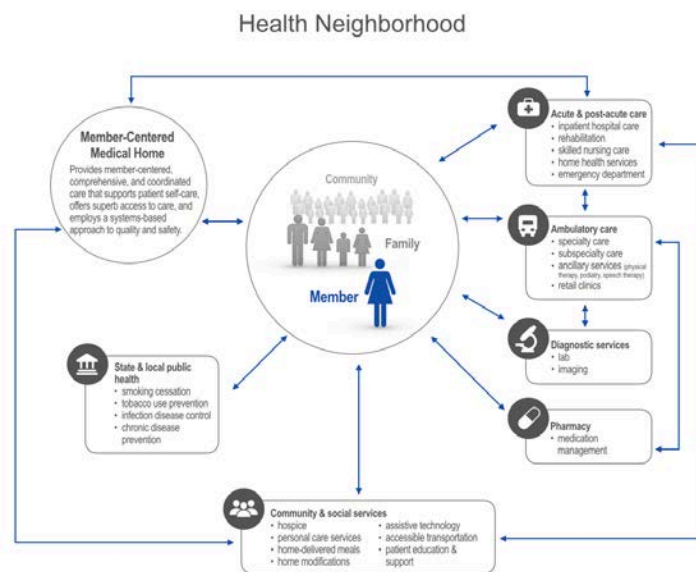 Health Neighborhood
Member-Centered
Medical Home
Provides member-centered,
comprehensive, and coordinated
care that supports patient self-care,
offers superb access to care, and
employs a systems-based
approach to quality and safety.
Community
Family
Member
Acute & post-acute care
• inpatient hospital care
• rehabilitation
• skilled nursing care
• home health services
• emergency department
Ambulatory care
• specialty care
• subspecialty care
• ancillary services (physical
therapy, podiatry, speech therapy)
• retail clinics
Diagnostic services
• lab
• imaging
Pharmacy
• medication
management
State & local public
health
• smoking cessation
• tobacco use prevention
• infection disease control
• chronic disease
prevention
Community & social services
• hospice
• personal care services
• home-delivered meals
• home modifications
• assistive technology
• accessible transportation
• patient education &
support